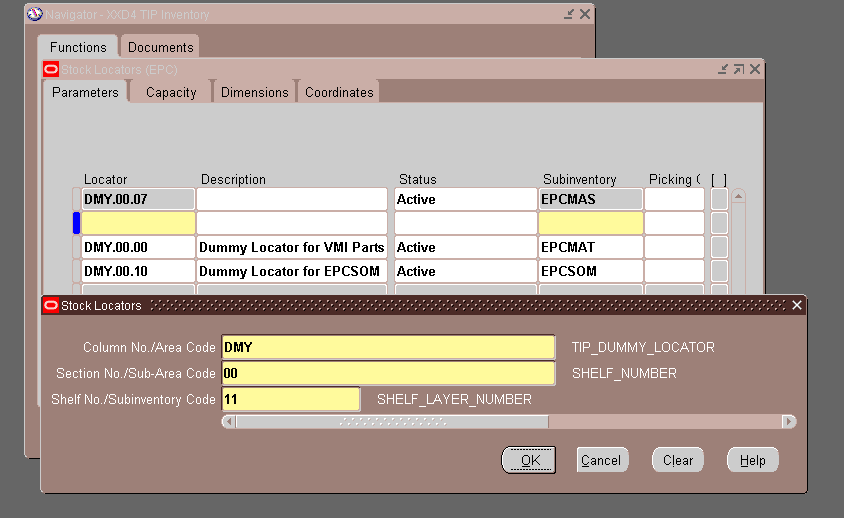 Navigator - XXD4 TIP Inventory
Functions Documents
Stock Locators (EPC)
Parameters Capacity Dimensions Coordinates
Locator Description Status Subinventory Picking ( [ ]
DMY.00.07 Active EPCMAS
DMY.00.00 Dummy Locator for VMI Parts Active EPCMAT
DMY.00.10 Dummy Locator for EPCSOM Active EPCSOM
Stock Locators
Column No./Area Code DMY TIP_DUMMY_LOCATOR
Section No./Sub-Area Code 00 SHELF_NUMBER
Shelf No./Subinventory Code 11 SHELF_LAYER_NUMBER
OK Cancel Clear Help